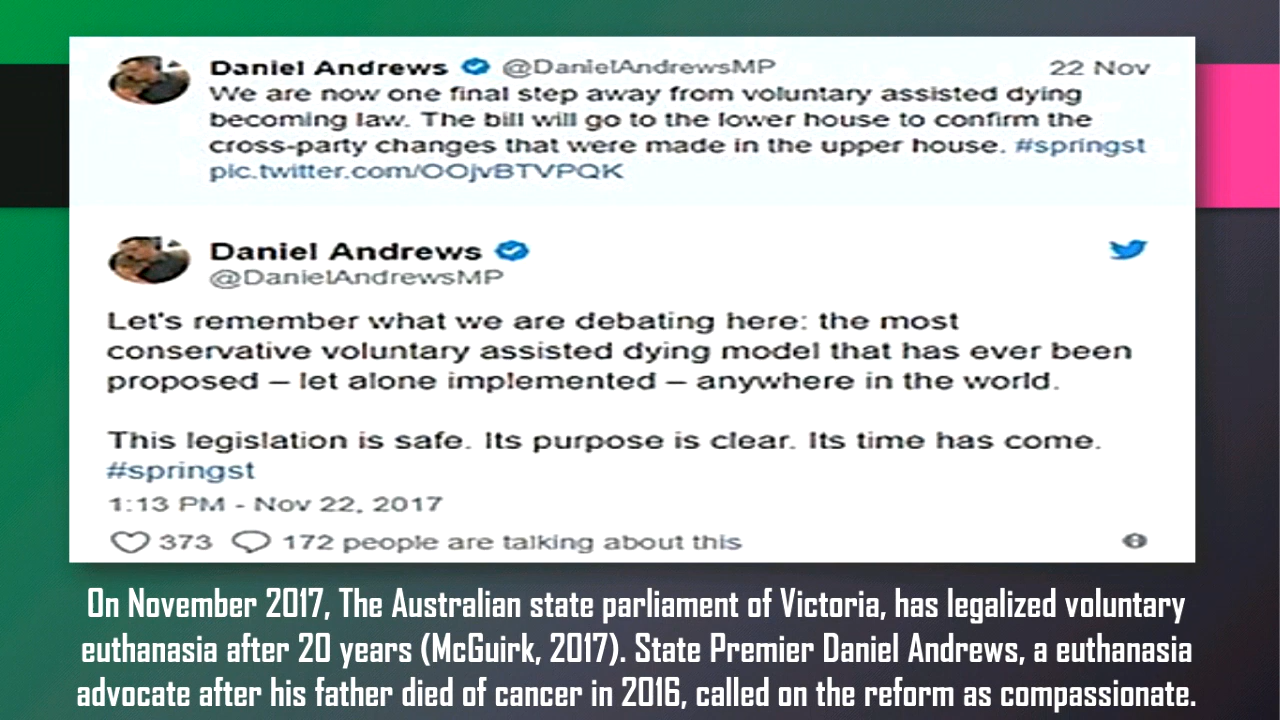 Daniel Andrews @DanielAndrewsMP 22 Nov
We are now one final step away from voluntary assisted dying
becoming law. The bill will go to the lower house to confirm the
cross-party changes that were made in the upper house. #springst
pic.twitter.com/OOjvBTVPQK
Daniel Andrews
@DanielAndrewsMP
Let's remember what we are debating here: the most
conservative voluntary assisted dying model that has ever been
proposed – let alone implemented – anywhere in the world.
This legislation is safe. Its purpose is clear. Its time has come.
#springst
1:13 PM - Nov 22, 2017
373 172 people are talking about this
On November 2017, The Australian state parliament of Victoria, has legalized voluntary
euthanasia after 20 years (McGuirk, 2017). State Premier Daniel Andrews, a euthanasia
advocate after his father died of cancer in 2016, called on the reform as compassionate.